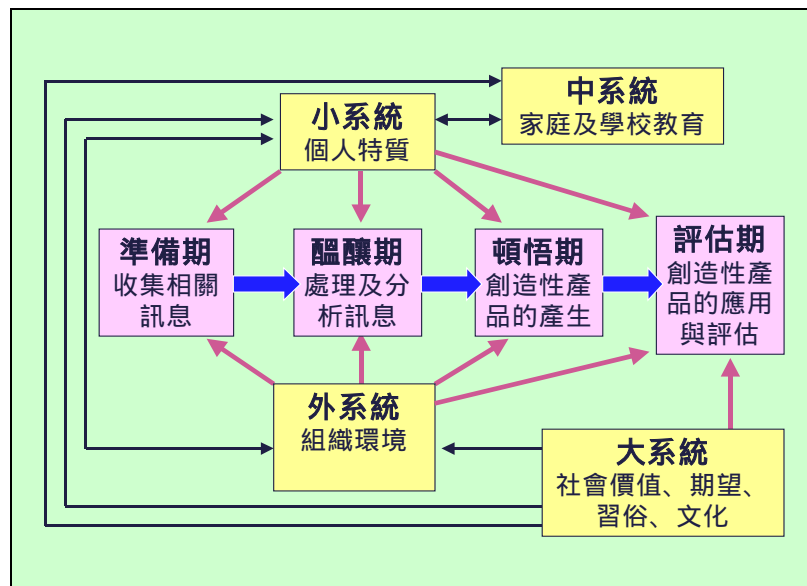 中系統
家庭及學校教育
小系統
個人特質
準備期
收集相關
訊息
醞釀期
處理及分
析訊息
頓悟期
創造性產
品的產生
評估期
創造性產
品的應用
與評估
外系統
組織環境
大系統
社會價值、期望、
習俗、文化